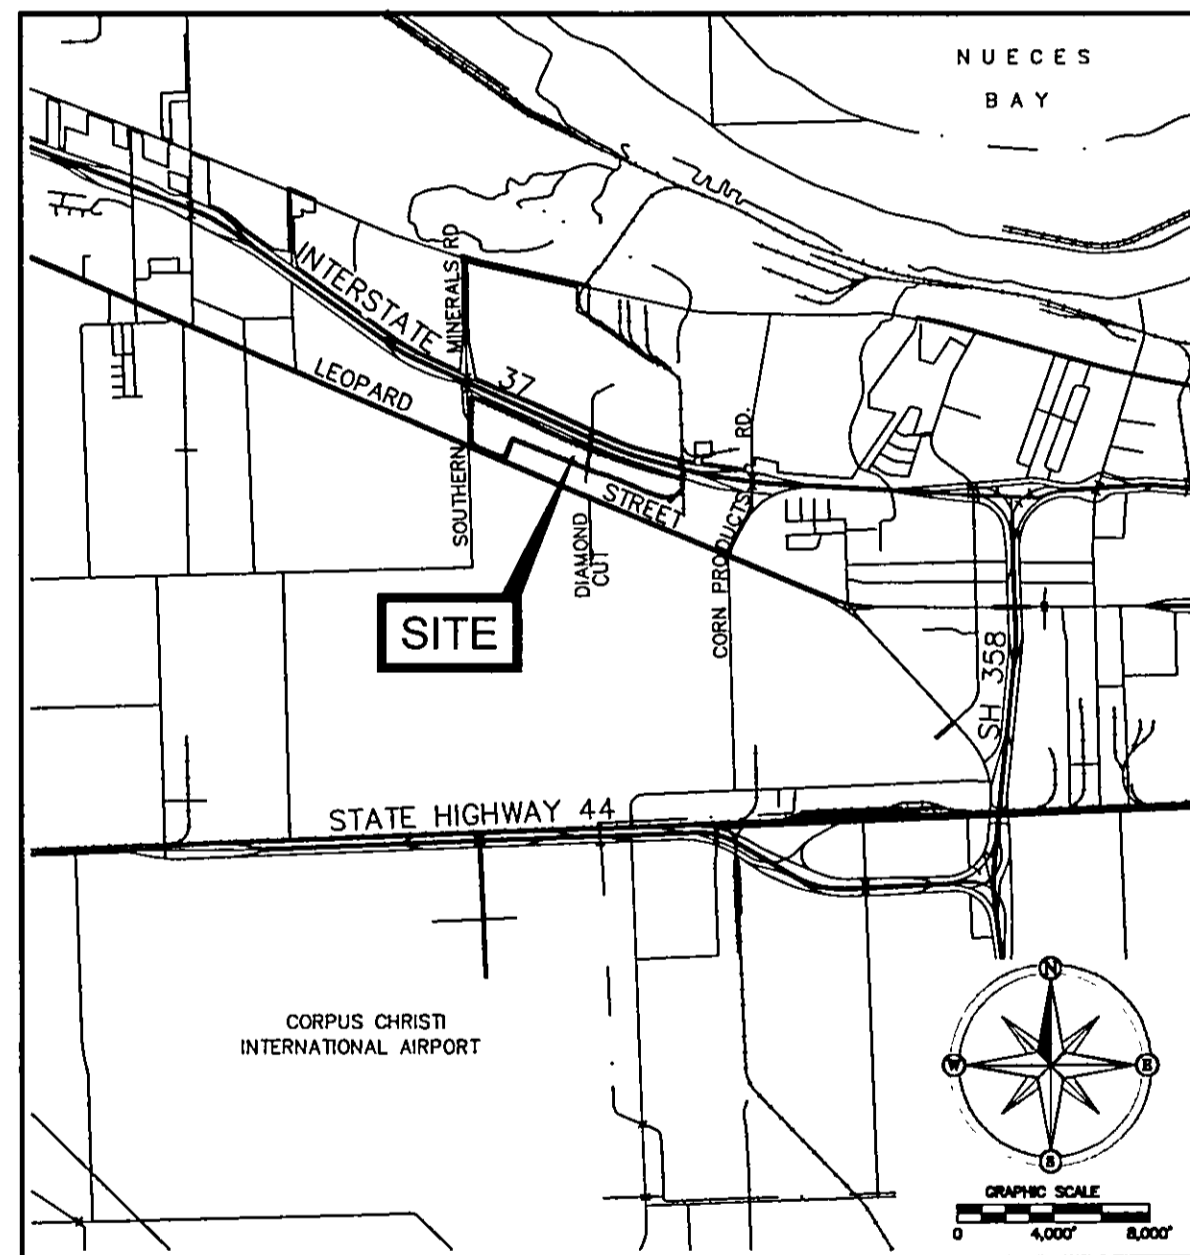 NUECES
BAY
INTERSTATE
37
MINERALS RD
LEOPARD
STREET
SOUTHERN
DIAMOND
CUT
CORN PRODUCTS RD.
SITE
SH 358
STATE HIGHWAY 44
CORPUS CHRISTI
INTERNATIONAL AIRPORT
N
W
E
S
GRAPHIC SCALE
0 4,000' 8,000'